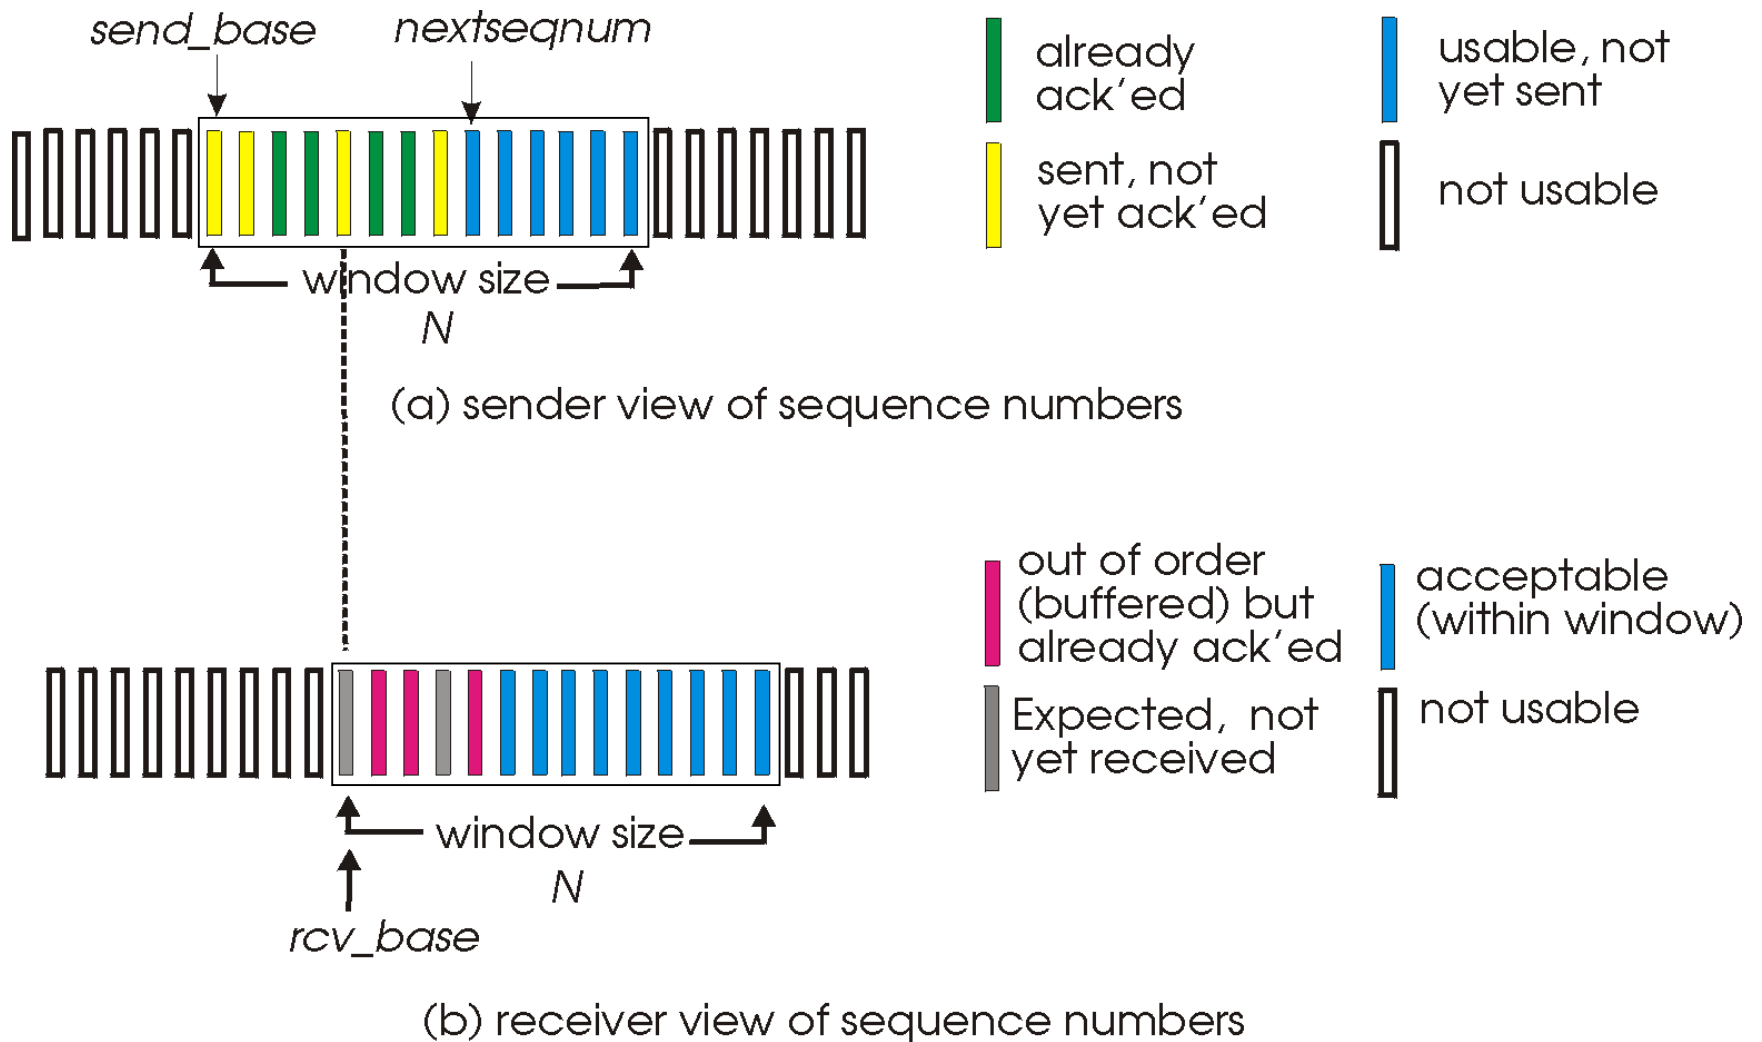 send_base
nextseqnum
already
ack'ed
usable, not
yet sent
sent, not
yet ack'ed
not usable
window size
N
(a) sender view of sequence numbers
out of order
(buffered) but
already ack'ed
acceptable
(within window)
Expected, not
yet received
not usable
window size
N
rcv_base
(b) receiver view of sequence numbers